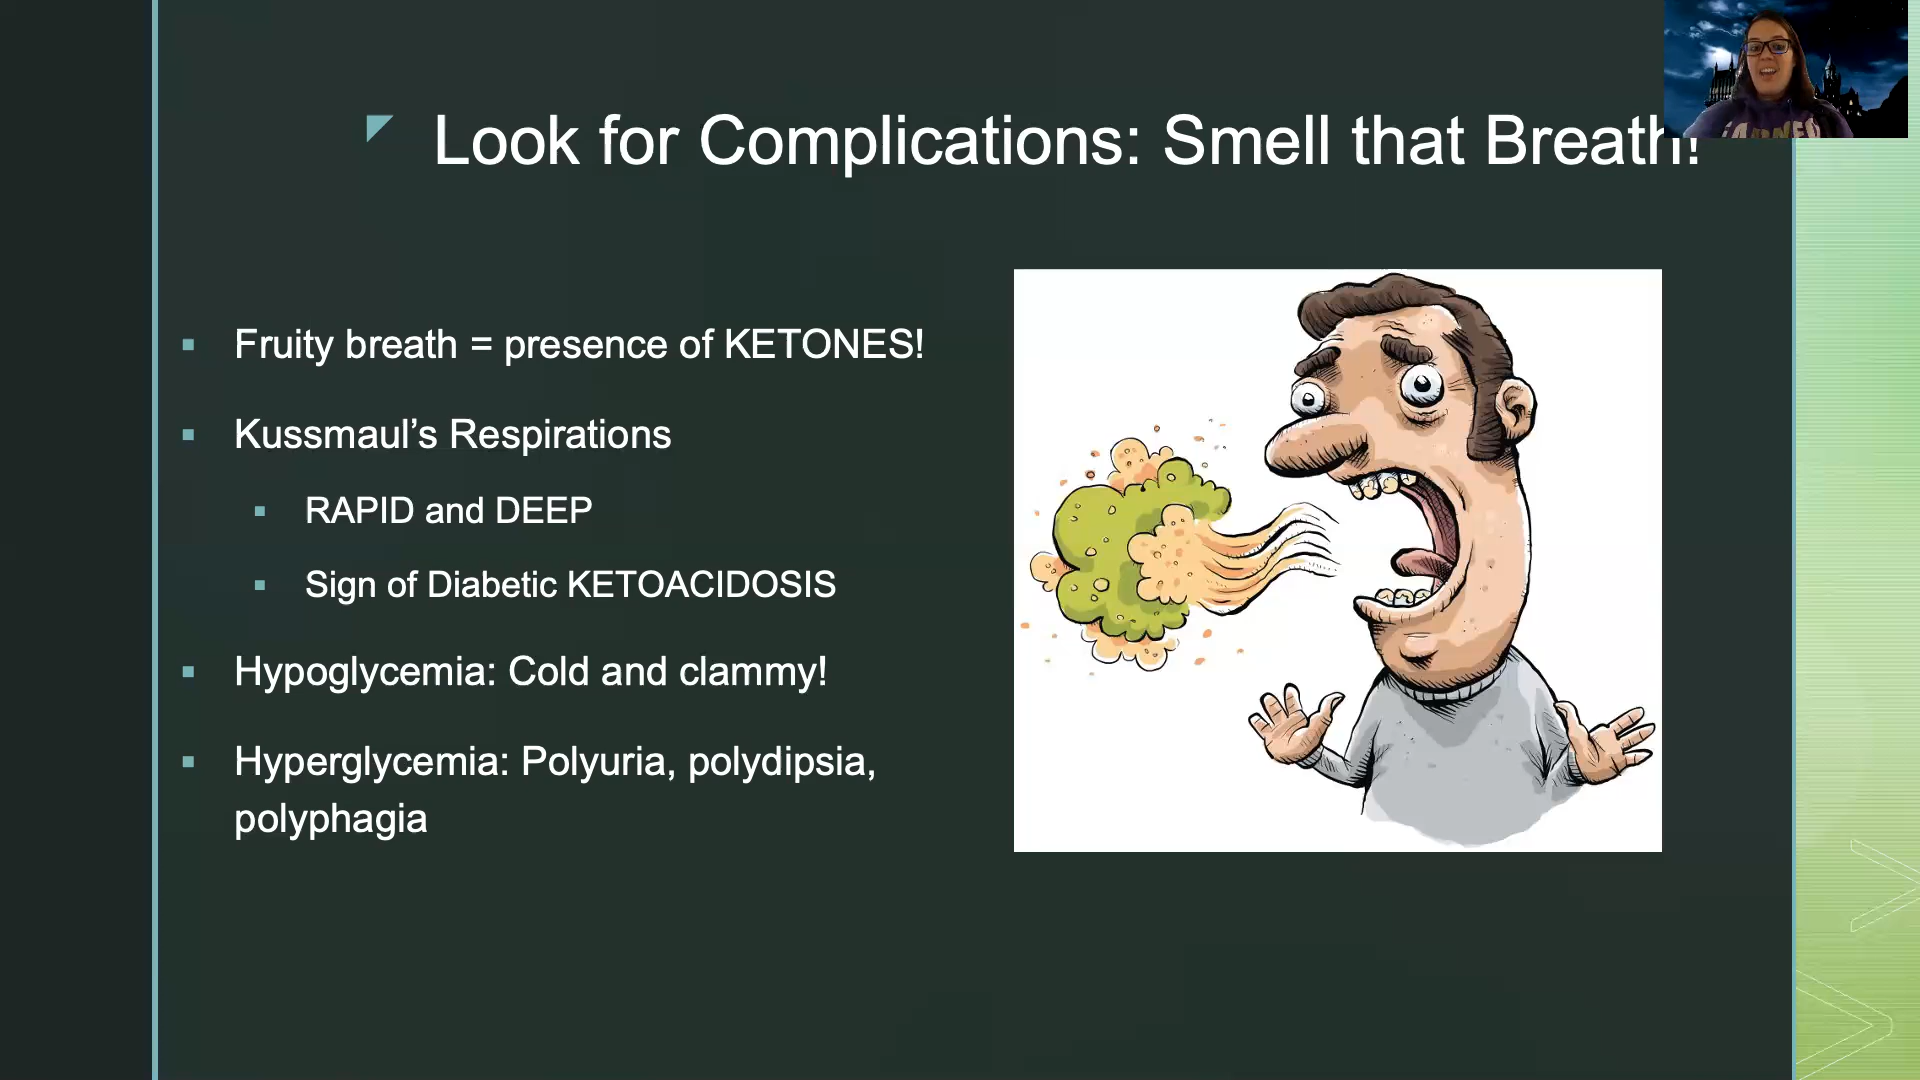 Look for Complications: Smell that Breath!
Fruity breath = presence of KETONES!
Kussmaul’s Respirations
RAPID and DEEP
Sign of Diabetic KETOACIDOSIS
Hypoglycemia: Cold and clammy!
Hyperglycemia: Polyuria, polydipsia,
polyphagia